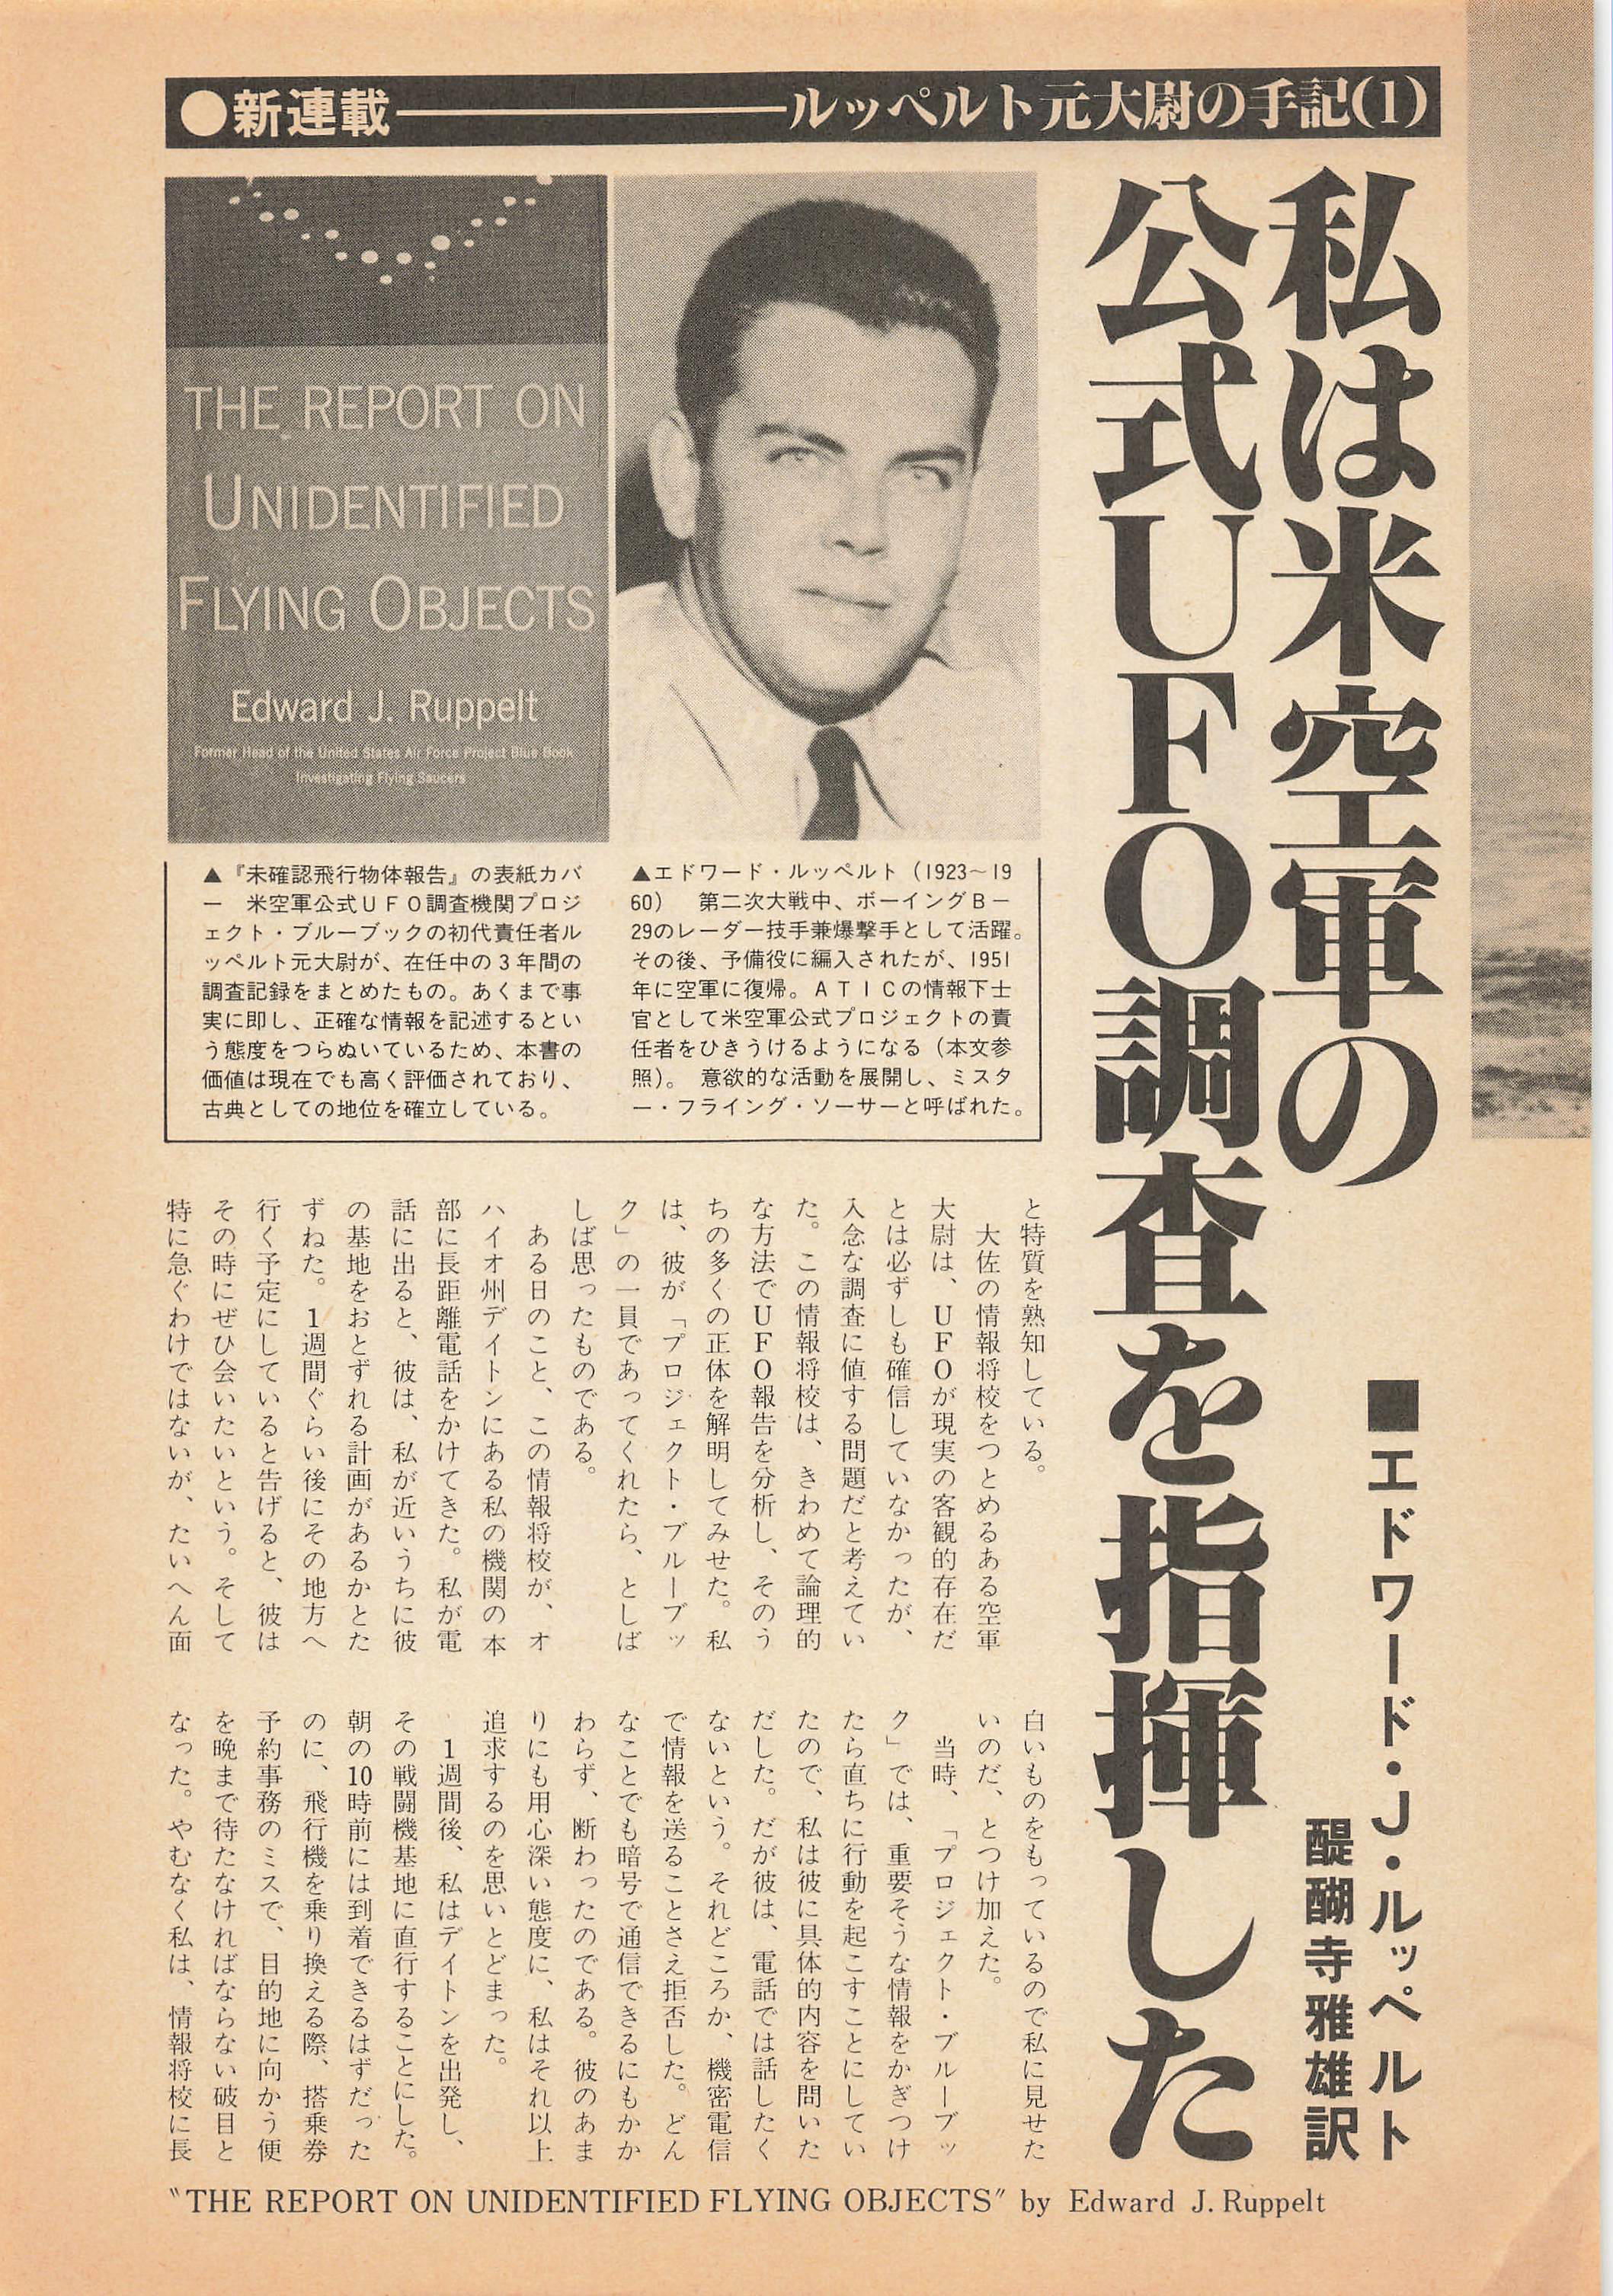 ●新連載――ルッペルト元大尉の手記(1)
私は米空軍の
公式UFO調査を指揮した
■エドワード・J・ルッペルト
醍醐寺雅雄訳
THE REPORT ON
UNIDENTIFIED
FLYING OBJECTS
Edward J. Ruppelt
Former Head of the United States Air Force Project Blue Book
Investigating Flying Saucers
▲『未確認飛行物体報告』の表紙カバ
ー　米空軍公式UFO調査機関プロジ
ェクト・ブルーブックの初代責任者ル
ッペルト元大尉が、在任中の3年間の
調査記録をまとめたもの。あくまで事
実に即し、正確な情報を記述するとい
う態度をつらぬいているため、本書の
価値は現在でも高く評価されており、
古典としての地位を確立している。
▲エドワード・ルッペルト（1923〜19
60）　第二次大戦中、ボーイングB－
29のレーダー技手兼爆撃手として活躍。
その後、予備役に編入されたが、1951
年に空軍に復帰。ATICの情報下士
官として米空軍公式プロジェクトの責
任者をひきうけるようになる（本文参
照）。　意欲的な活動を展開し、ミスタ
ー・フライング・ソーサーと呼ばれた。
と特質を熟知している。
　大佐の情報将校をつとめるある空軍
大尉は、UFOが現実の客観的存在だ
とは必ずしも確信していなかったが、
入念な調査に値する問題だと考えてい
た。この情報将校は、きわめて論理的
な方法でUFO報告を分析し、そのう
ちの多くの正体を解明してみせた。私
は、彼が「プロジェクト・ブルーブッ
ク」の一員であってくれたら、としば
しば思ったものである。
　ある日のこと、この情報将校が、オ
ハイオ州デイトンにある私の機関の本
部に長距離電話をかけてきた。私が電
話に出ると、彼は、私が近いうちに彼
の基地をおとずれる計画があるかとた
ずねた。1週間ぐらい後にその地方へ
行く予定にしていると告げると、彼は
その時にぜひ会いたいという。そして
特に急ぐわけではないが、たいへん面
白いものをもっているので私に見せた
いのだ、とつけ加えた。
　当時、「プロジェクト・ブルーブッ
ク」では、重要そうな情報をかぎつけ
たら直ちに行動を起こすことにしてい
たので、私は彼に具体的内容を問いた
だした。だが彼は、電話では話したく
ないという。それどころか、機密電信
で情報を送ることさえ拒否した。どん
なことでも暗号で通信できるにもかか
わらず、断わったのである。彼のあま
りにも用心深い態度に、私はそれ以上
追求するのを思いとどまった。
　1週間後、私はデイトンを出発し、
その戦闘機基地に直行することにした。
朝の10時前には到着できるはずだった
のに、飛行機を乗り換える際、搭乗券
予約事務のミスで、目的地に向かう便
を晩まで待たなければならない破目と
なった。やむなく私は、情報将校に長
"THE REPORT ON UNIDENTIFIED FLYING OBJECTS" by Edward J. Ruppelt